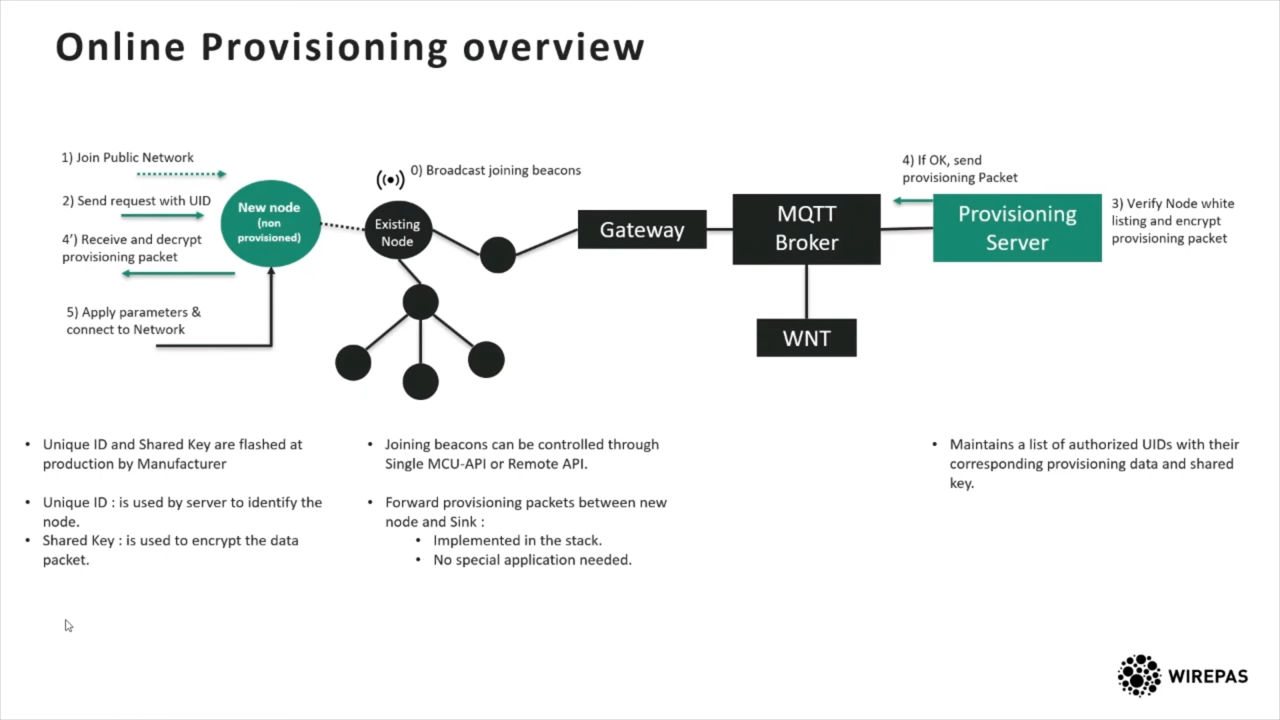 Online Provisioning overview
1) Join Public Network
2) Send request with UID
4') Receive and decrypt
provisioning packet
5) Apply parameters &
connect to Network
New node
(non
provisioned)
0) Broadcast joining beacons
Existing
Node
Gateway
MQTT
Broker
WNT
4) If OK, send
provisioning Packet
Provisioning
Server
3) Verify Node white
listing and encrypt
provisioning packet
• Unique ID and Shared Key are flashed at
production by Manufacturer
• Unique ID : is used by server to identify the
node.
• Shared Key : is used to encrypt the data
packet.
• Joining beacons can be controlled through
Single MCU-API or Remote API.
• Forward provisioning packets between new
node and Sink :
• Implemented in the stack.
• No special application needed.
• Maintains a list of authorized UIDs with their
corresponding provisioning data and shared
key.
WIREPAS